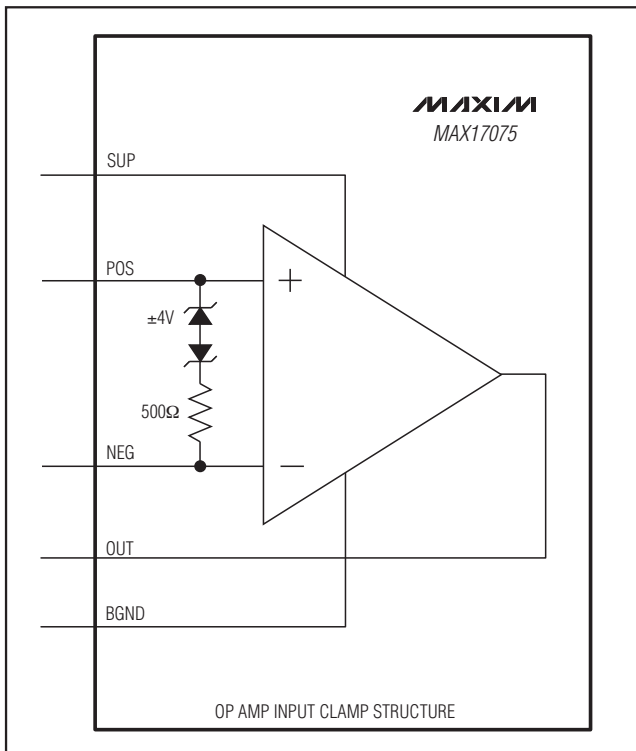 MAXIM
MAX17075
SUP
POS
+
±4V
500Ω
NEG
−
OUT
BGND
OP AMP INPUT CLAMP STRUCTURE